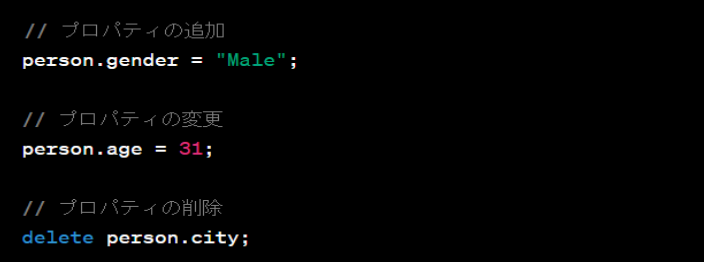 // プロパティの追加
person.gender = "Male";
// プロパティの変更
person.age = 31;
// プロパティの削除
delete person.city;